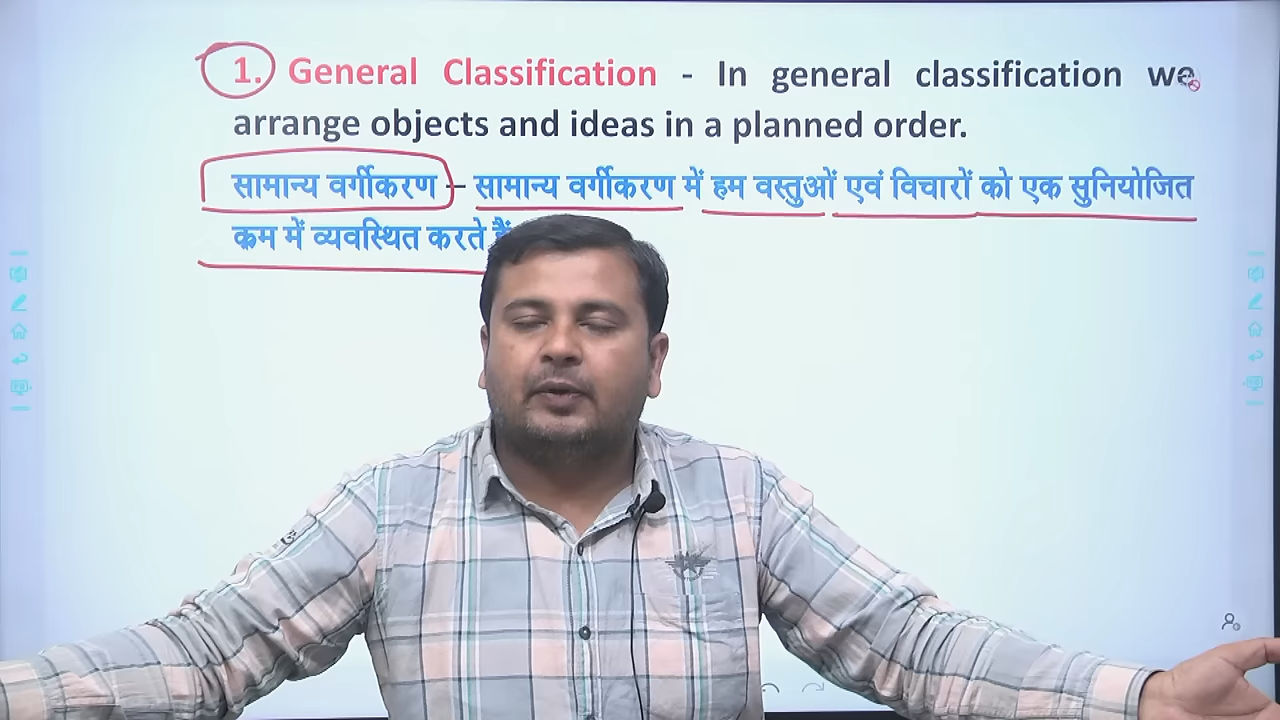 1. General Classification - In general classification we
arrange objects and ideas in a planned order.
सामान्य वर्गीकरण – सामान्य वर्गीकरण में हम वस्तुओं एवं विचारों को एक सुनियोजित
क्रम में व्यवस्थित करते हैं